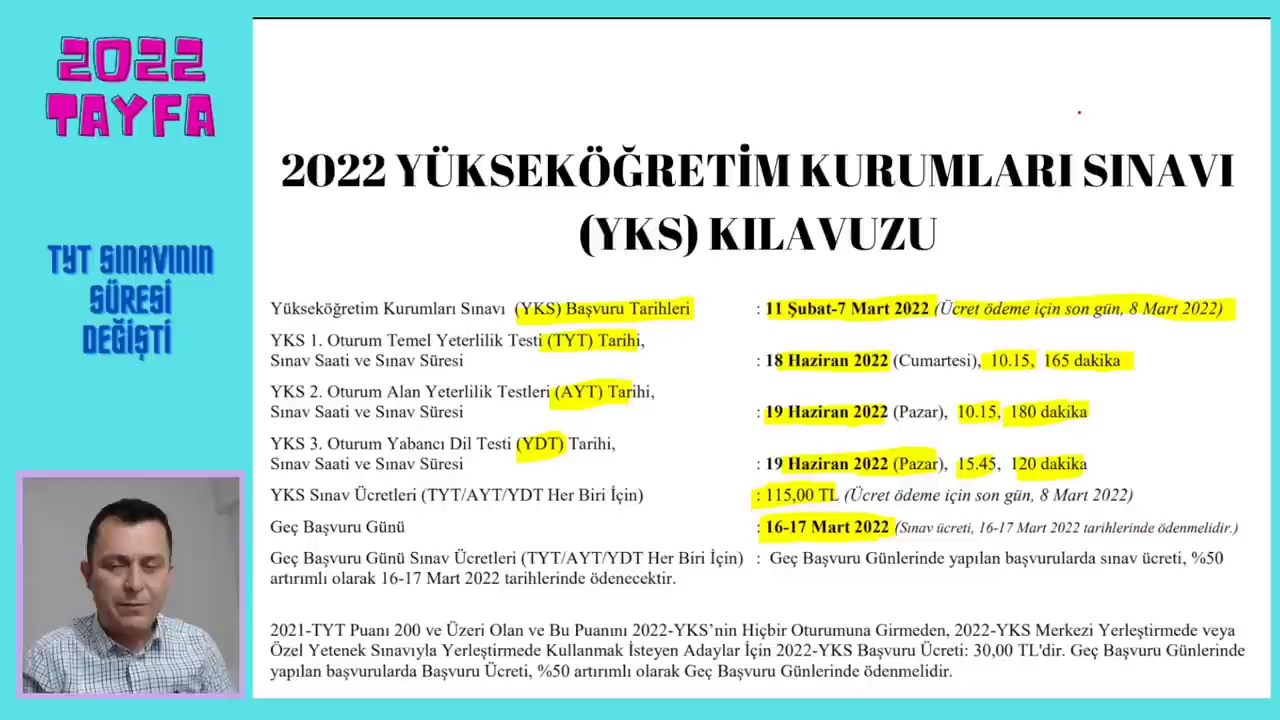 2022
TAYFA
TYT SINAVININ
SÜRESİ
DEĞİŞTİ
2022 YÜKSEKÖĞRETİM KURUMLARI SINAVI
(YKS) KILAVUZU
Yükseköğretim Kurumları Sınavı (YKS) Başvuru Tarihleri : 11 Şubat-7 Mart 2022 (Ücret ödeme için son gün, 8 Mart 2022)
YKS 1. Oturum Temel Yeterlilik Testi (TYT) Tarihi,
Sınav Saati ve Sınav Süresi : 18 Haziran 2022 (Cumartesi), 10.15, 165 dakika
YKS 2. Oturum Alan Yeterlilik Testleri (AYT) Tarihi,
Sınav Saati ve Sınav Süresi : 19 Haziran 2022 (Pazar), 10.15, 180 dakika
YKS 3. Oturum Yabancı Dil Testi (YDT) Tarihi,
Sınav Saati ve Sınav Süresi : 19 Haziran 2022 (Pazar), 15.45, 120 dakika
YKS Sınav Ücretleri (TYT/AYT/YDT Her Biri İçin) : 115,00 TL (Ücret ödeme için son gün, 8 Mart 2022)
Geç Başvuru Günü : 16-17 Mart 2022 (Sınav ücreti, 16-17 Mart 2022 tarihlerinde ödenmelidir.)
Geç Başvuru Günü Sınav Ücretleri (TYT/AYT/YDT Her Biri İçin) : Geç Başvuru Günlerinde yapılan başvurularda sınav ücreti, %50
artırımlı olarak 16-17 Mart 2022 tarihlerinde ödenecektir.
2021-TYT Puanı 200 ve Üzeri Olan ve Bu Puanını 2022-YKS'nin Hiçbir Oturumuna Girmeden, 2022-YKS Merkezi Yerleştirmede veya
Özel Yetenek Sınavıyla Yerleştirmede Kullanmak İsteyen Adaylar İçin 2022-YKS Başvuru Ücreti: 30,00 TL'dir. Geç Başvuru Günlerinde
yapılan başvurularda Başvuru Ücreti, %50 artırımlı olarak Geç Başvuru Günlerinde ödenmelidir.